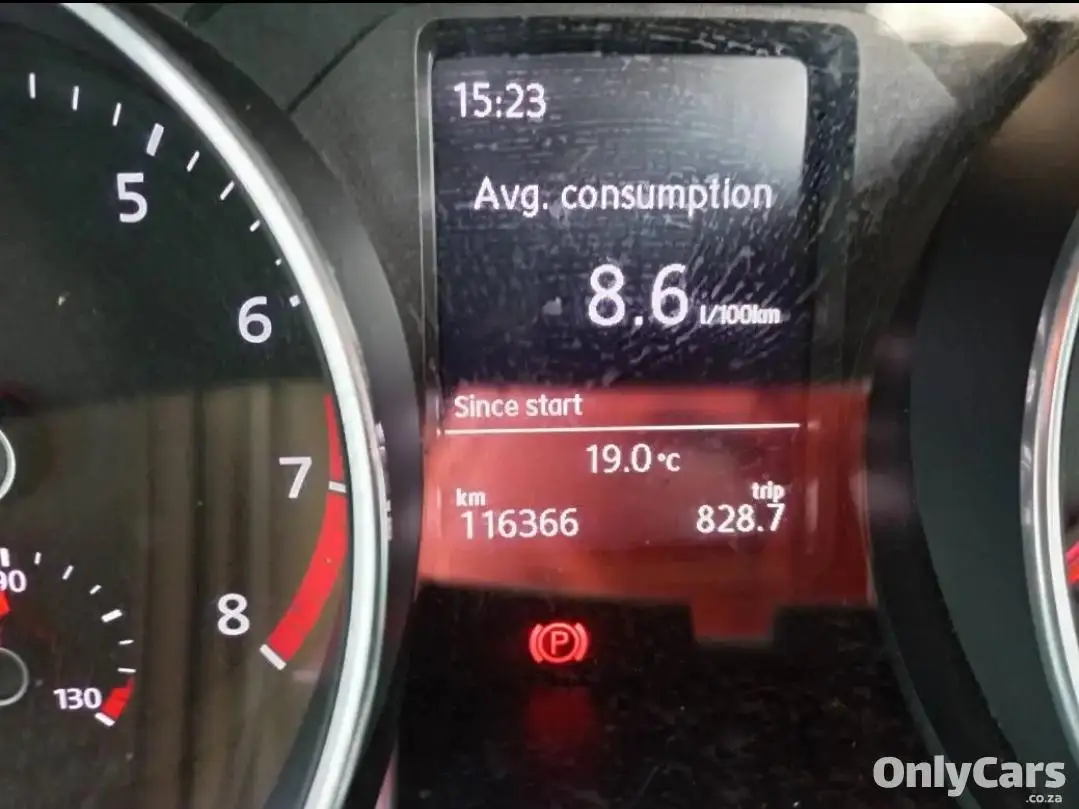 15:23
Avg. consumption
8.6 l/100km
Since start
19.0 °C
km
trip
116366
828.7
P
5
6
7
8
90
130
OnlyCars
.co.za